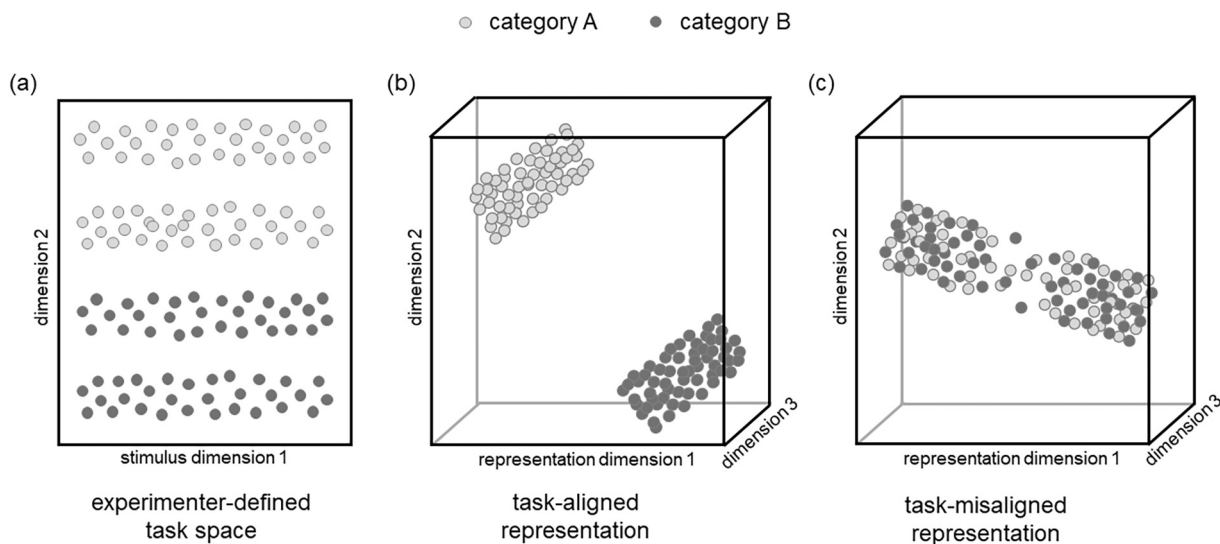 category A
category B
(a)
(b)
(c)
dimension 2
stimulus dimension 1
experimenter-defined
task space
dimension 2
representation dimension 1
dimension 3
task-aligned
representation
dimension 2
representation dimension 1
dimension 3
task-misaligned
representation